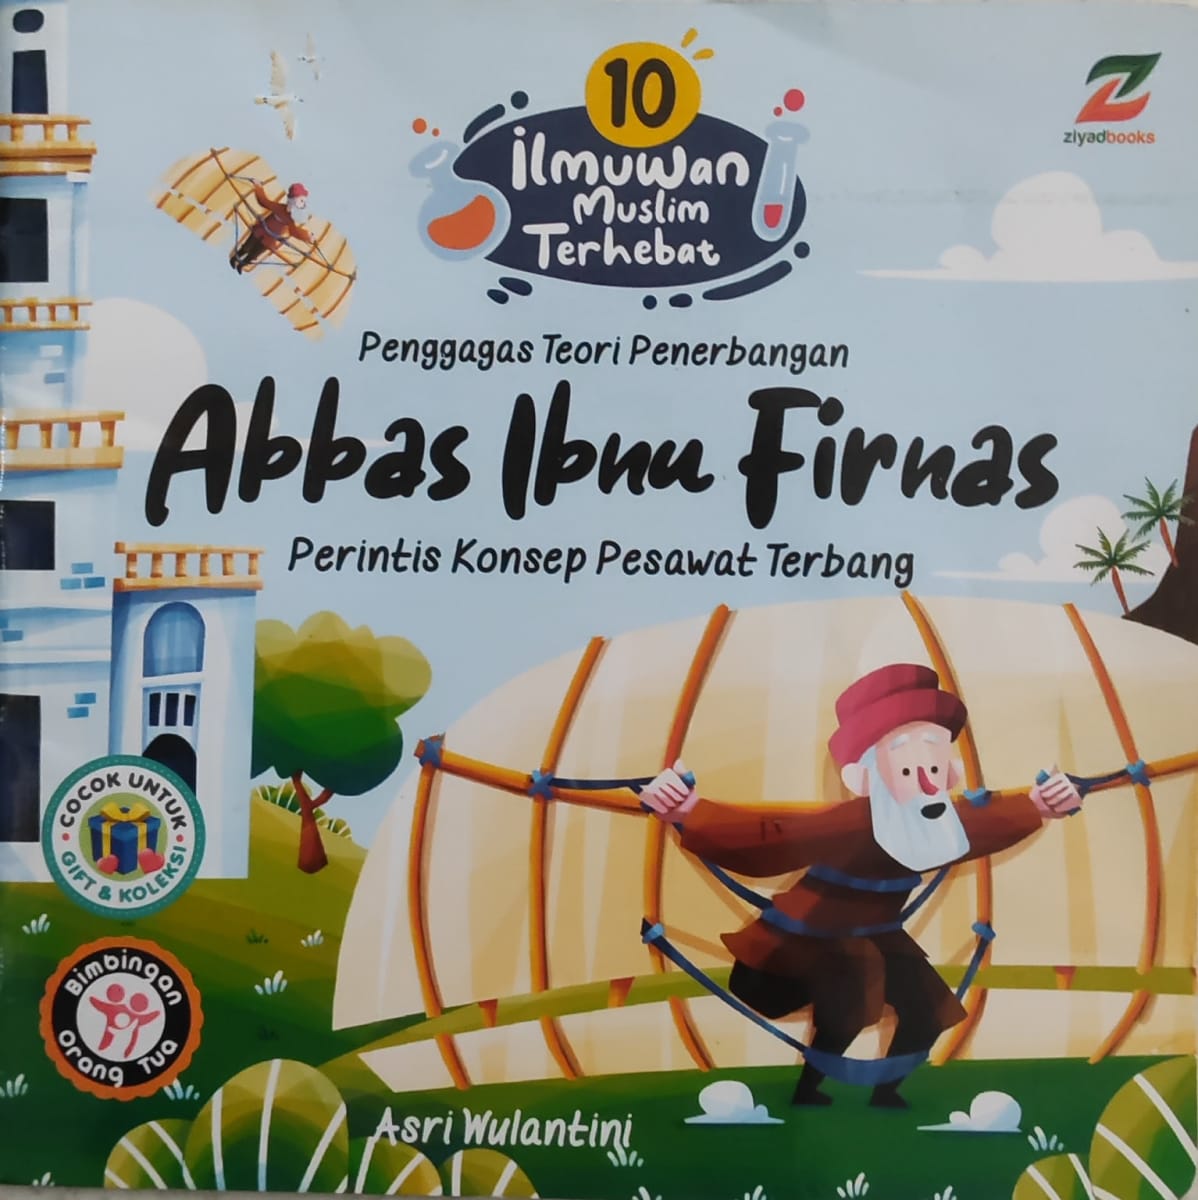 10
ilmuwan
Muslim
Terhebat
ziyadbooks
Penggagas Teori Penerbangan
Abbas Ibnu Firnas
Perintis Konsep Pesawat Terbang
COCOK UNTUK
GIFT & KOLEKSI
Bimbingan
Orang Tua
Asri Wulantini